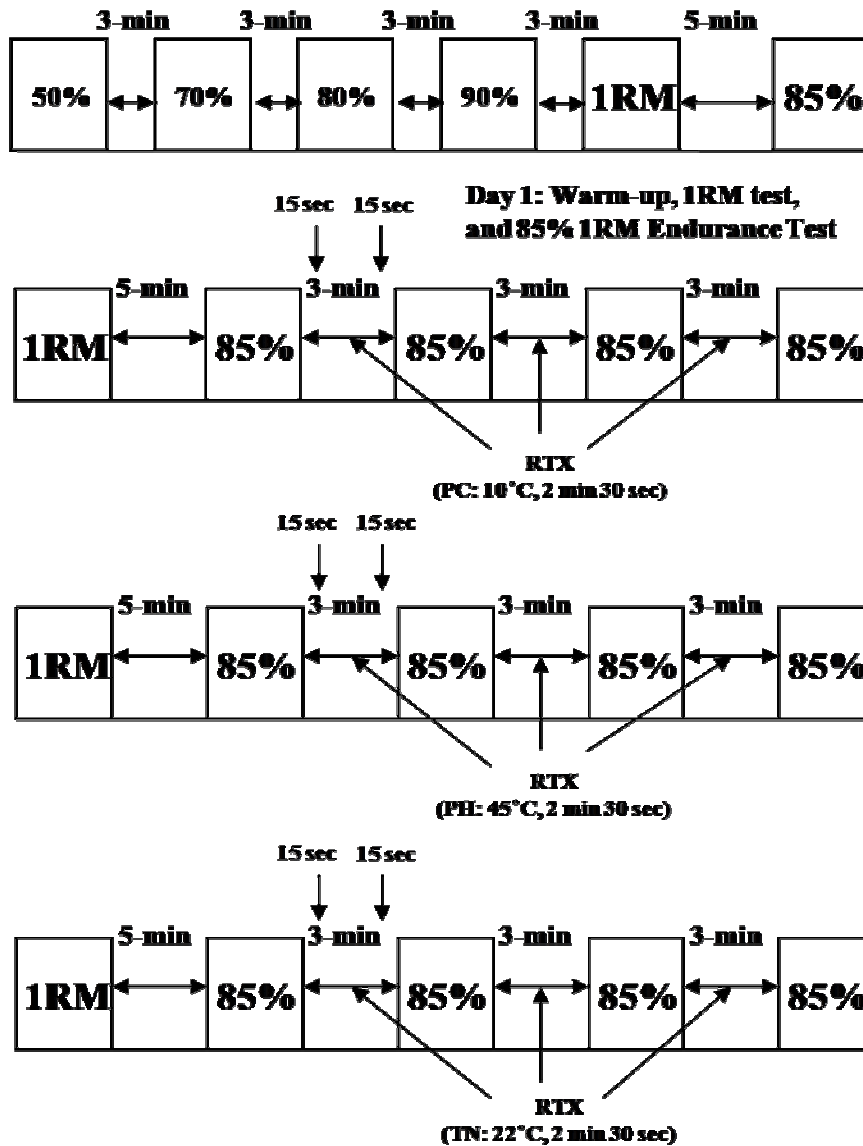 3-min 3-min 3-min 3-min 5-min
50% 70% 80% 90% 1RM 85%
Day 1: Warm-up, 1RM test,
and 85% 1RM Endurance Test
15 sec 15 sec
5-min 3-min 3-min 3-min
1RM 85% 85% 85% 85%
RTX
(PC: 10°C, 2 min 30 sec)
15 sec 15 sec
5-min 3-min 3-min 3-min
1RM 85% 85% 85% 85%
RTX
(PH: 45°C, 2 min 30 sec)
15 sec 15 sec
5-min 3-min 3-min 3-min
1RM 85% 85% 85% 85%
RTX
(TN: 22°C, 2 min 30 sec)